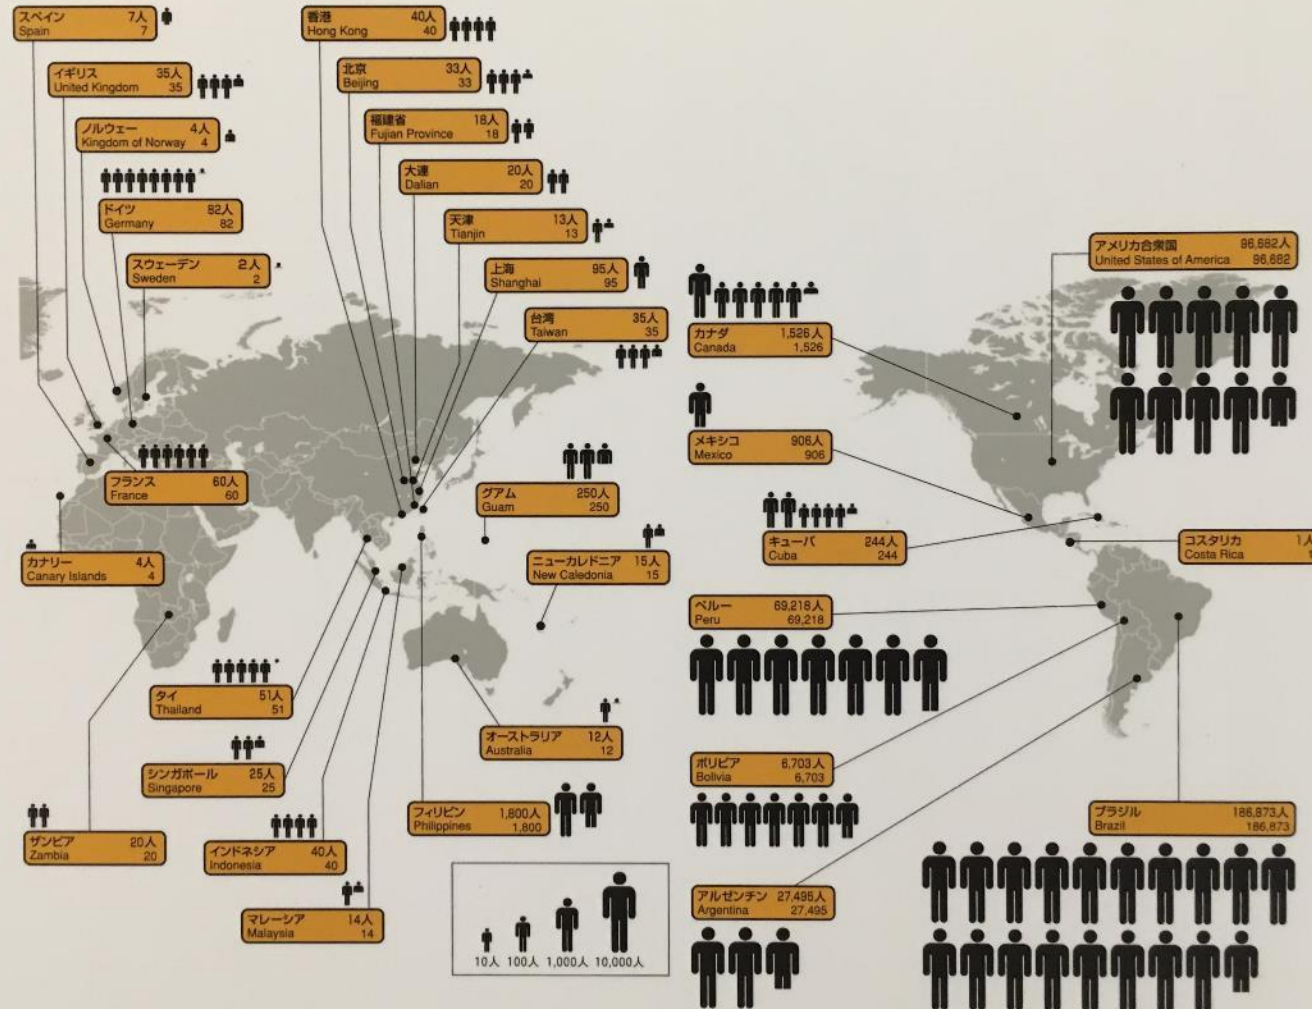 スペイン 7人
Spain 7
イギリス 35人
United Kingdom 35
ノルウェー 4人
Kingdom of Norway 4
ドイツ 82人
Germany 82
スウェーデン 2人
Sweden 2
香港 40人
Hong Kong 40
北京 33人
Beijing 33
福建省 18人
Fujian Province 18
大連 20人
Dalian 20
天津 13人
Tianjin 13
上海 95人
Shanghai 95
台湾 35人
Taiwan 35
フランス 60人
France 60
カナリー 4人
Canary Islands 4
グアム 250人
Guam 250
ニューカレドニア 15人
New Caledonia 15
タイ 51人
Thailand 51
シンガポール 25人
Singapore 25
オーストラリア 12人
Australia 12
フィリピン 1,800人
Philippines 1,800
ザンビア 20人
Zambia 20
インドネシア 40人
Indonesia 40
マレーシア 14人
Malaysia 14
10人 100人 1,000人 10,000人
アメリカ合衆国 96,682人
United States of America 96,682
カナダ 1,526人
Canada 1,526
メキシコ 906人
Mexico 906
キューバ 244人
Cuba 244
コスタリカ 1人
Costa Rica 1
ペルー 69,218人
Peru 69,218
ボリビア 6,703人
Bolivia 6,703
ブラジル 186,873人
Brazil 186,873
アルゼンチン 27,495人
Argentina 27,495